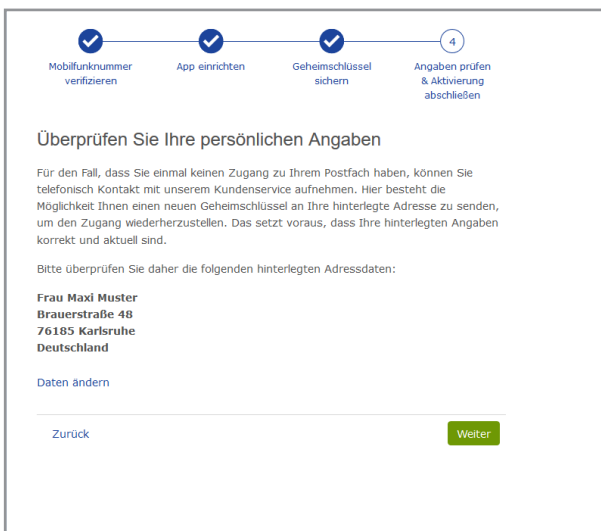 4
Mobilfunknummer
verifizieren
App einrichten
Geheimschlüssel
sichern
Angaben prüfen
& Aktivierung
abschließen
Überprüfen Sie Ihre persönlichen Angaben
Für den Fall, dass Sie einmal keinen Zugang zu Ihrem Postfach haben, können Sie
telefonisch Kontakt mit unserem Kundenservice aufnehmen. Hier besteht die
Möglichkeit Ihnen einen neuen Geheimschlüssel an Ihre hinterlegte Adresse zu senden,
um den Zugang wiederherzustellen. Das setzt voraus, dass Ihre hinterlegten Angaben
korrekt und aktuell sind.
Bitte überprüfen Sie daher die folgenden hinterlegten Adressdaten:
Frau Maxi Muster
Brauerstraße 48
76185 Karlsruhe
Deutschland
Daten ändern
Zurück
Weiter